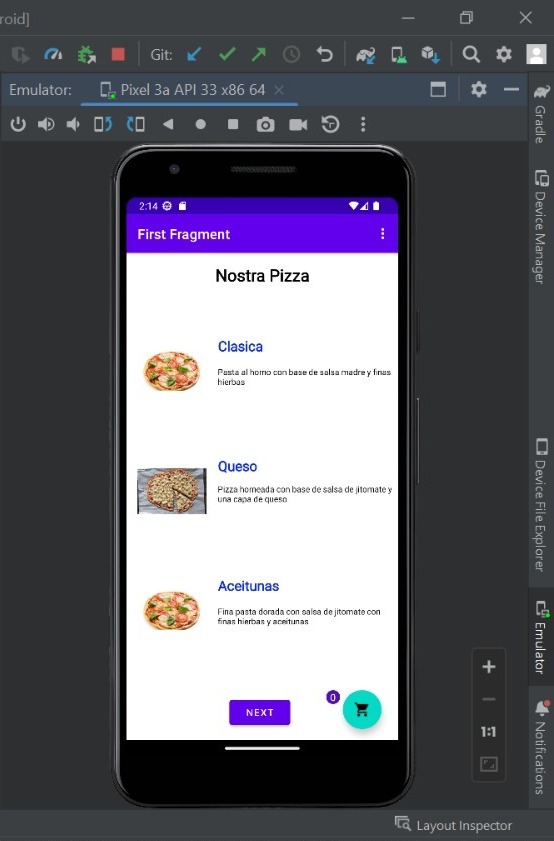 roid]
Git:
Emulator:
Pixel 3a API 33 x86 64
Gradle
Device Manager
2:14
First Fragment
Nostra Pizza
Clasica
Pasta al horno con base de salsa madre y finas
hierbas
Queso
Pizza horneada con base de salsa de jitomate y
una capa de queso
Aceitunas
Fina pasta dorada con salsa de jitomate con
finas hierbas y aceitunas
NEXT
0
Device File Explorer
Emulator
1:1
Notifications
Layout Inspector